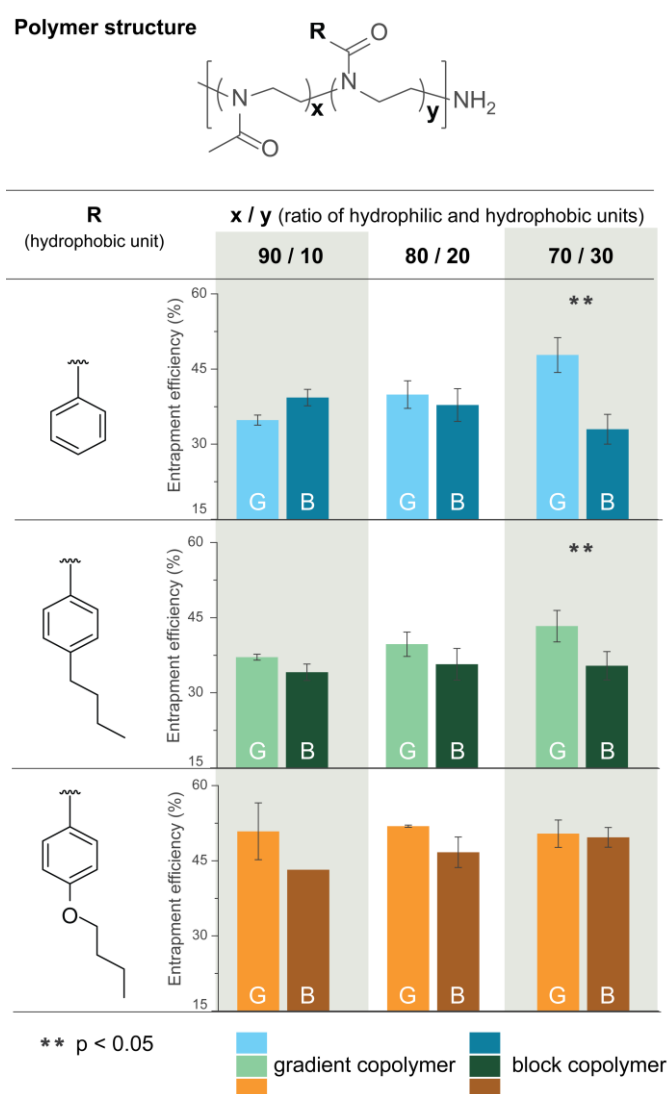 Polymer structure
R
O
N
N
x
y
NH2
O
R
(hydrophobic unit)
x / y (ratio of hydrophilic and hydrophobic units)
90 / 10
80 / 20
70 / 30
Entrapment efficiency (%)
60
45
30
15
**
G
B
G
B
G
B
Entrapment efficiency (%)
60
45
30
15
**
G
B
G
B
G
B
O
Entrapment efficiency (%)
60
45
30
15
G
B
G
B
G
B
** p < 0.05
gradient copolymer
block copolymer